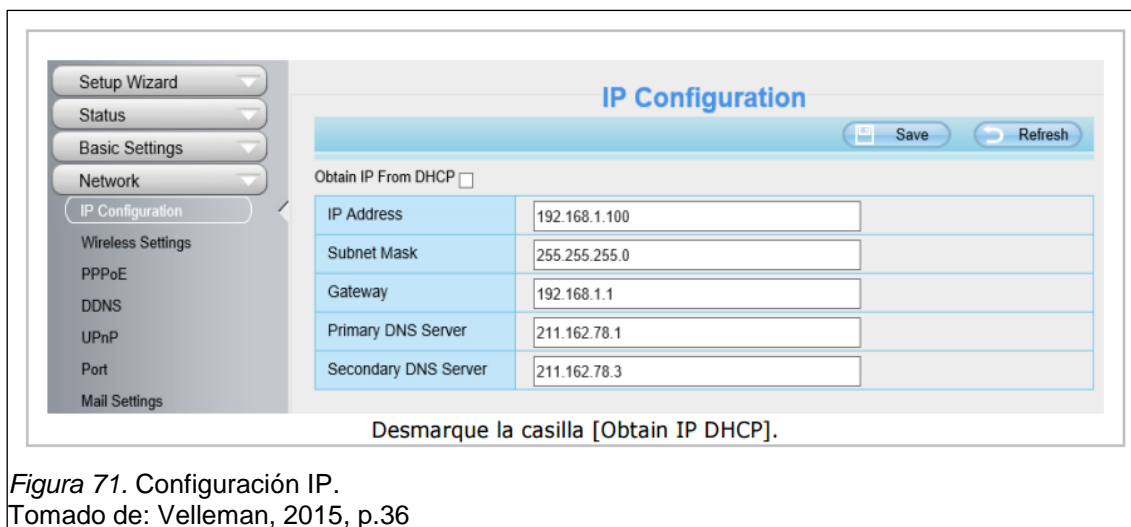 Setup Wizard
Status
Basic Settings
Network
IP Configuration
Wireless Settings
PPPoE
DDNS
UPnP
Port
Mail Settings
IP Configuration
Save Refresh
Obtain IP From DHCP
IP Address 192.168.1.100
Subnet Mask 255.255.255.0
Gateway 192.168.1.1
Primary DNS Server 211.162.78.1
Secondary DNS Server 211.162.78.3
Desmarque la casilla [Obtain IP DHCP].
Figura 71. Configuración IP.
Tomado de: Velleman, 2015, p.36